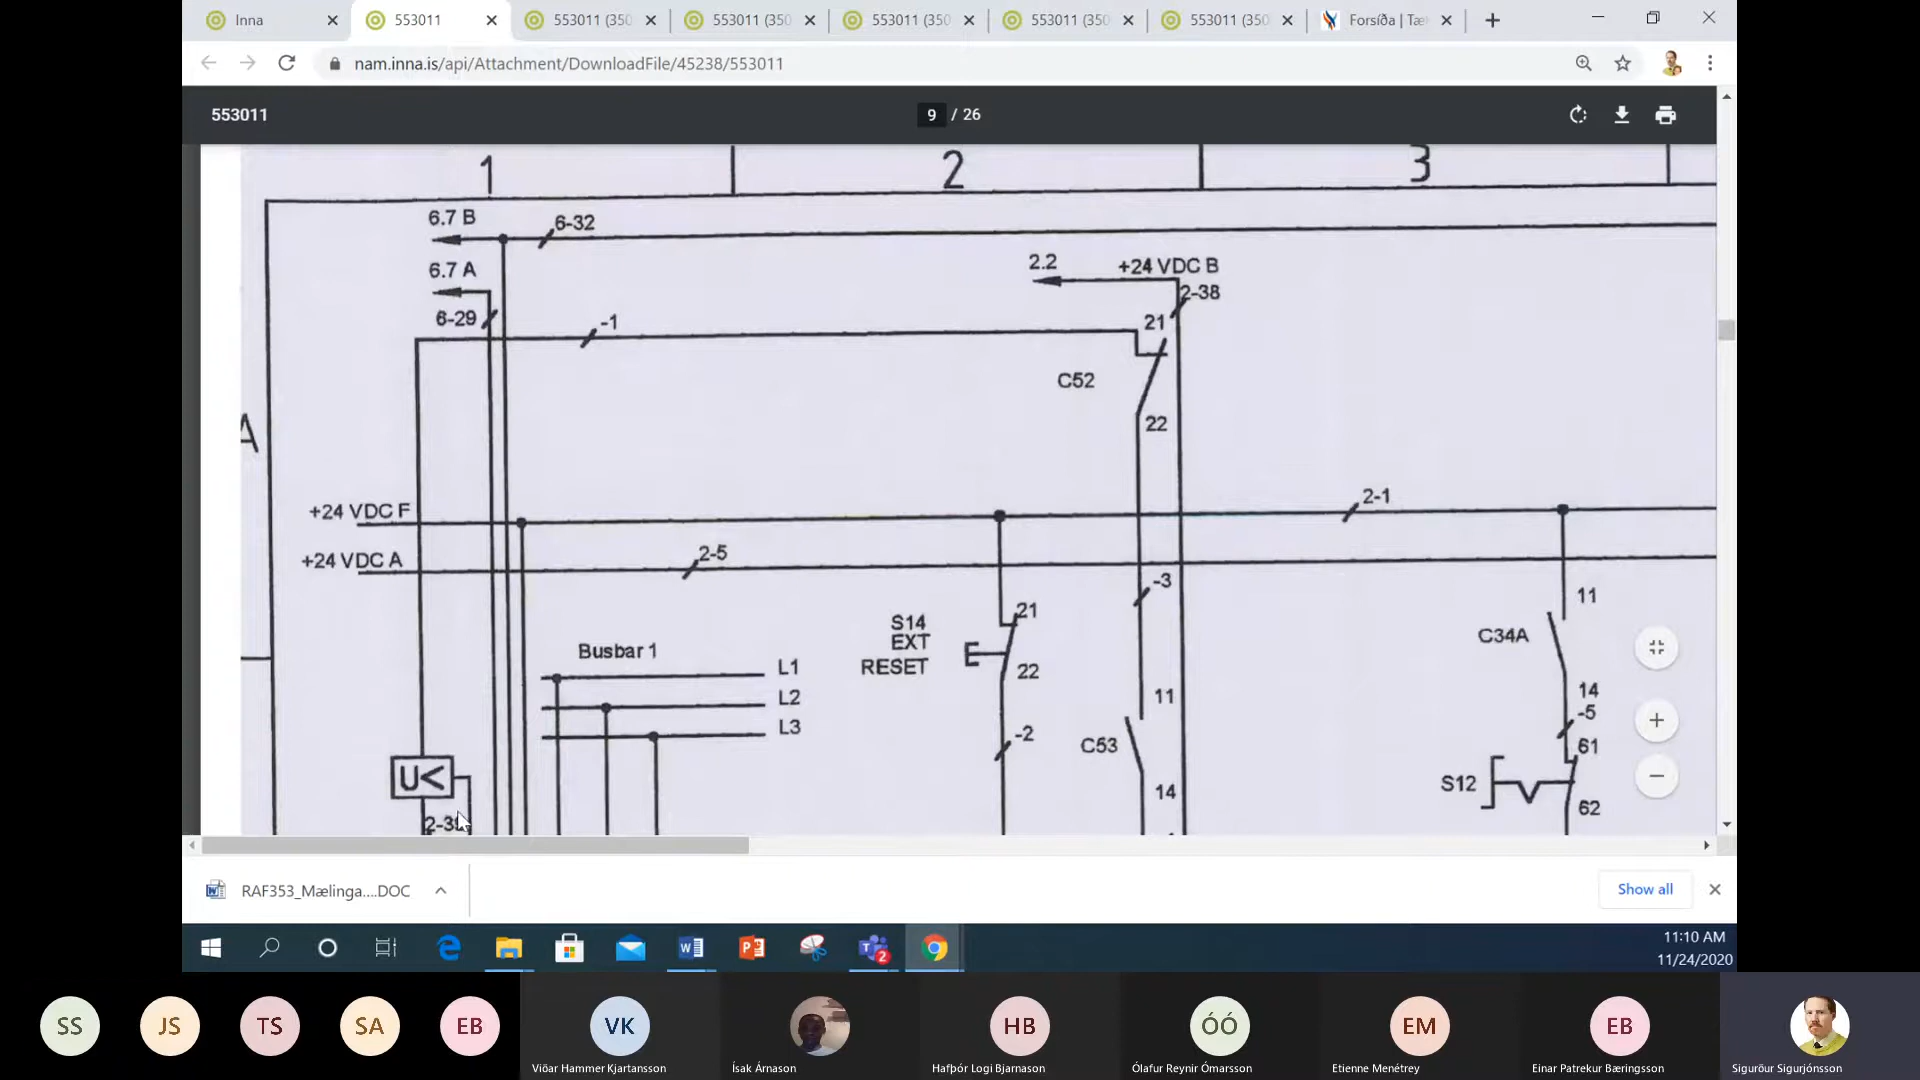 Inna
553011
553011 (350
553011 (350
553011 (350
553011 (350
553011 (350
Forsíða | Tæk
nam.inna.is/api/Attachment/DownloadFile/45238/553011
553011
9 / 26
1
2
3
6.7 B
6-32
6.7 A
2.2
+24 VDC B
2-38
6-29
-1
21
C52
22
A
+24 VDC F
2-1
+24 VDC A
2-5
-3
11
S14
EXT
RESET
21
22
C34A
Busbar 1
L1
L2
L3
14
-5
11
-2
C53
61
S12
62
14
U<
RAF353_Mælinga....DOC
Show all
11:10 AM
11/24/2020
2
SS
JS
TS
SA
EB
VK
HB
ÓÓ
EM
EB
Viðar Hammer Kjartansson
Ísak Árnason
Hafþór Logi Bjarnason
Ólafur Reynir Ómarsson
Etienne Menétrey
Einar Patrekur Bæringsson
Sigurður Sigurjónsson